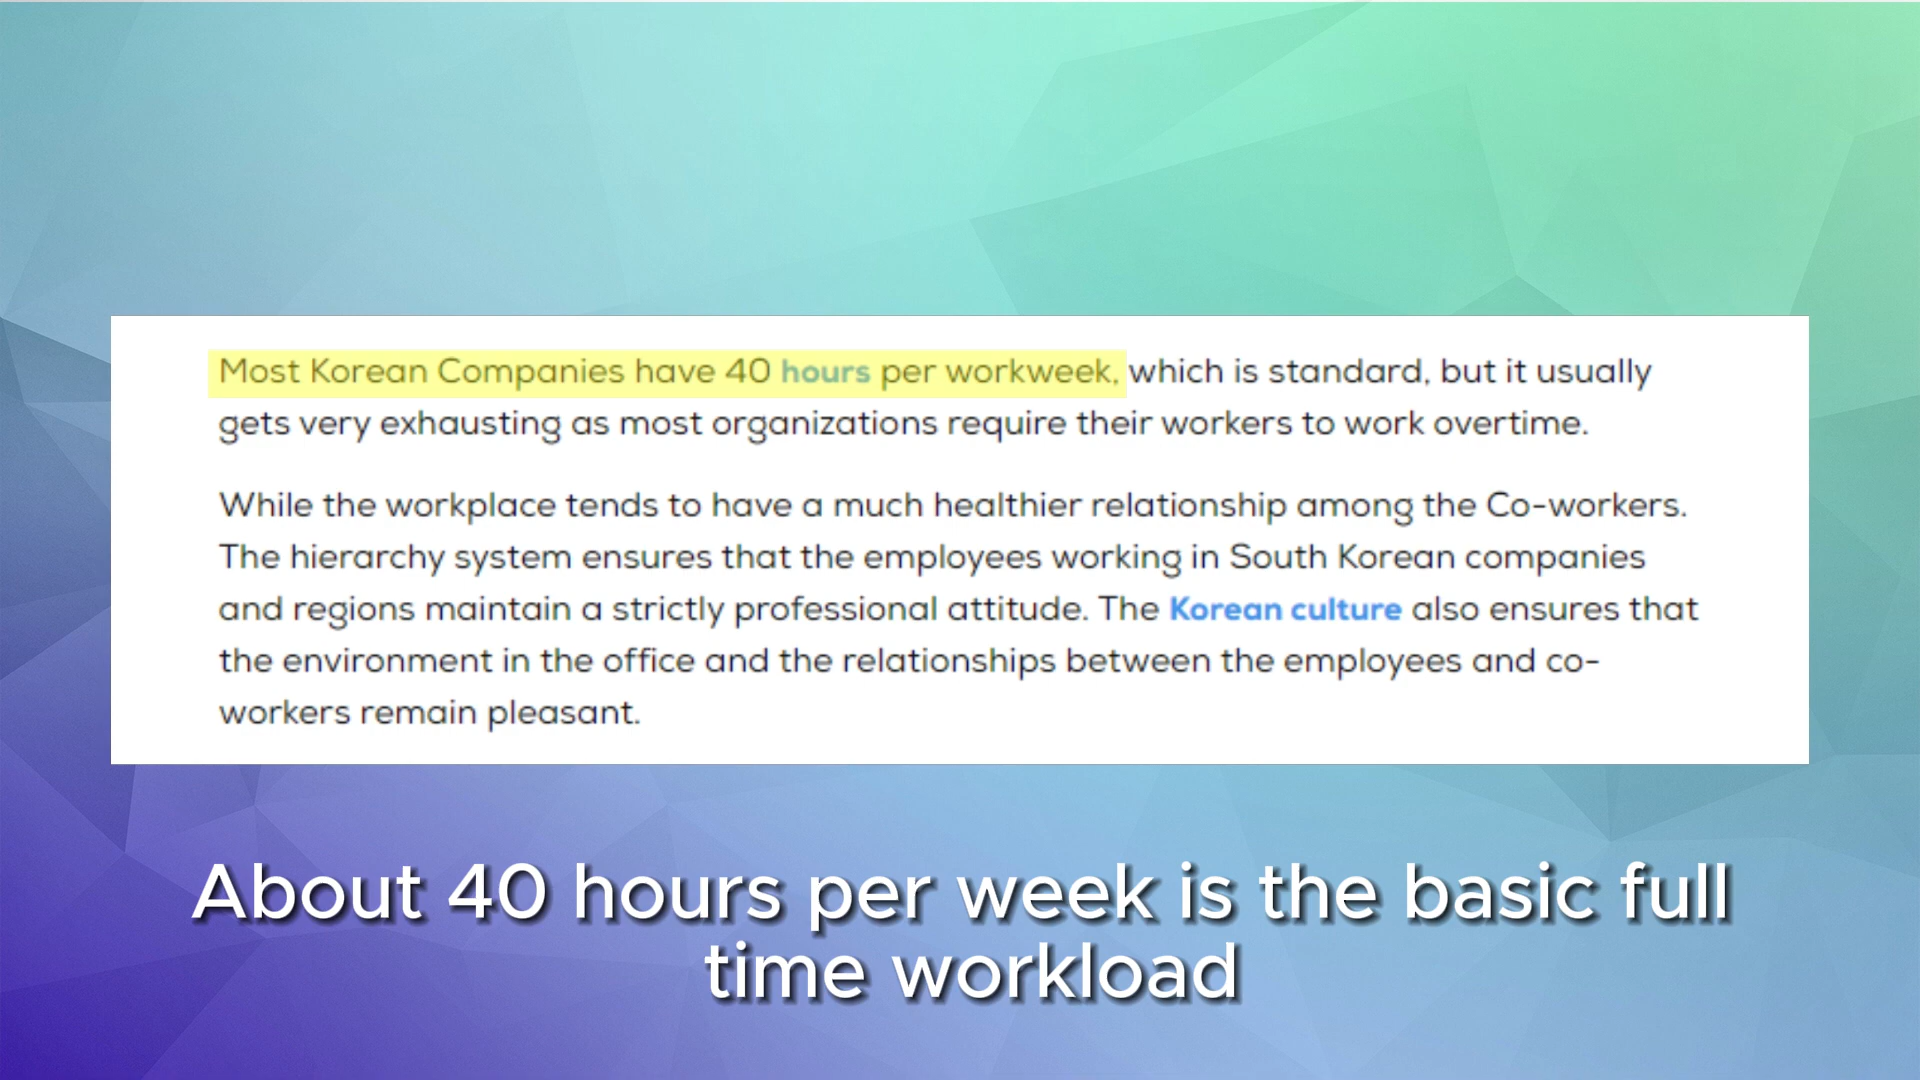 Most Korean Companies have 40 hours per workweek, which is standard, but it usually
gets very exhausting as most organizations require their workers to work overtime.
While the workplace tends to have a much healthier relationship among the Co-workers.
The hierarchy system ensures that the employees working in South Korean companies
and regions maintain a strictly professional attitude. The Korean culture also ensures that
the environment in the office and the relationships between the employees and co-
workers remain pleasant.
About 40 hours per week is the basic full
time workload